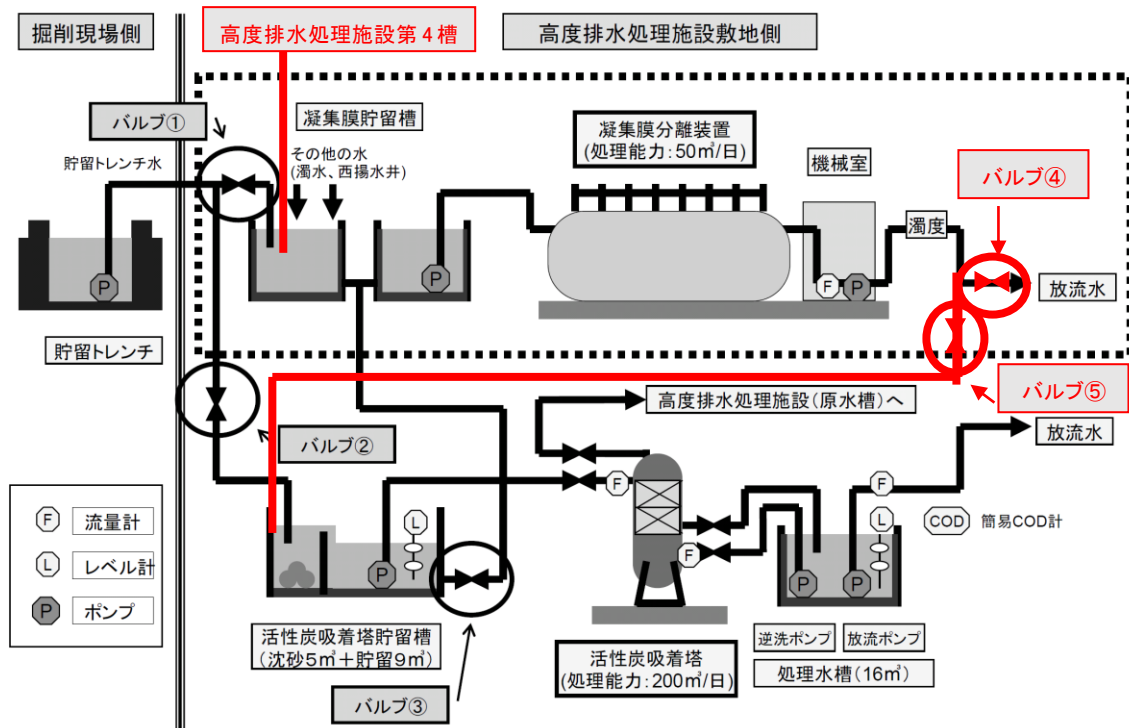 掘削現場側
高度排水処理施設第4槽
高度排水処理施設敷地側
バルブ①
凝集膜貯留槽
凝集膜分離装置
(処理能力:50㎥/日)
機械室
バルブ④
貯留トレンチ水
その他の水
(濁水、西揚水井)
濁度
P
P
F
P
放流水
貯留トレンチ
バルブ⑤
高度排水処理施設(原水槽)へ
バルブ②
放流水
F
F
流量計
L
レベル計
P
ポンプ
L
P
F
P
P
L
COD
簡易COD計
活性炭吸着塔貯留槽
(沈砂5㎥+貯留9㎥)
バルブ③
活性炭吸着塔
(処理能力:200㎥/日)
逆洗ポンプ
放流ポンプ
処理水槽(16㎥)